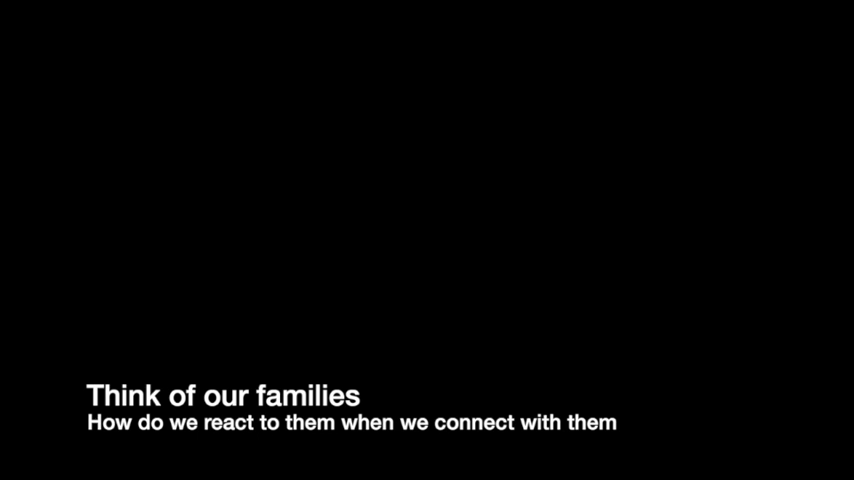 Think of our families
How do we react to them when we connect with them